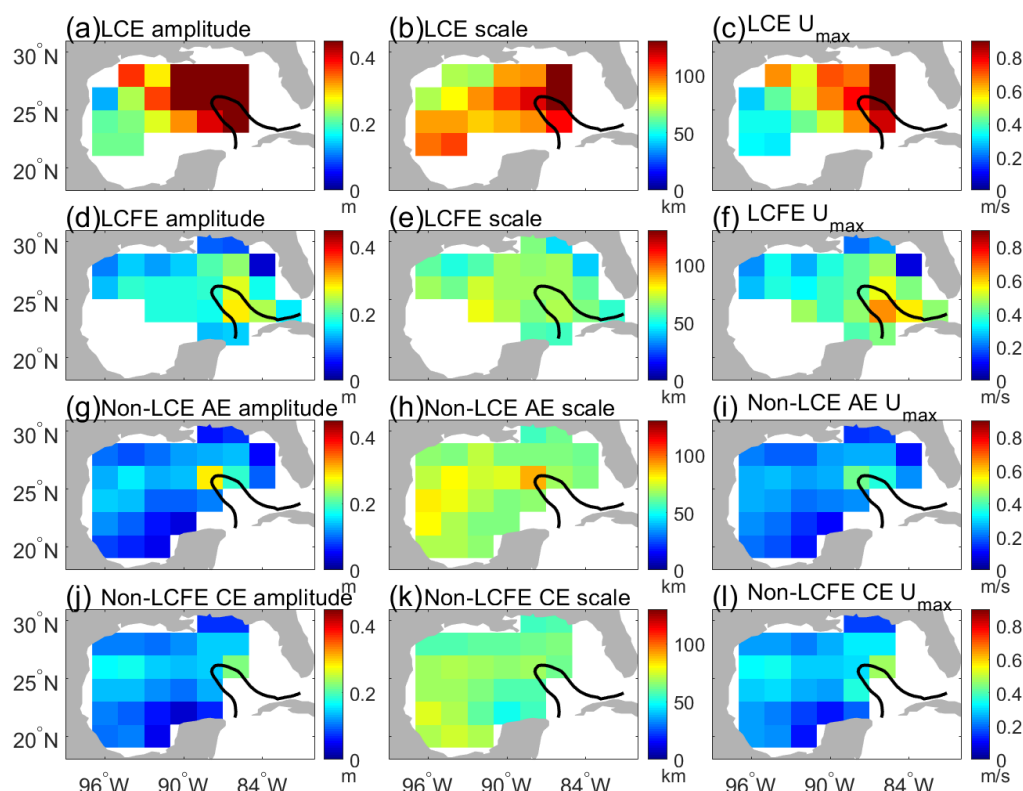 (a)LCE amplitude
(b)LCE scale
(c)LCE Umax
30°N
25°N
20°N
0.4
0.2
0
m
100
50
0
km
0.8
0.6
0.4
0.2
0
m/s
(d)LCFE amplitude
(e)LCFE scale
(f) LCFE Umax
30°N
25°N
20°N
0.4
0.2
0
m
100
50
0
km
0.8
0.6
0.4
0.2
0
m/s
(g)Non-LCE AE amplitude
(h)Non-LCE AE scale
(i) Non-LCE AE Umax
30°N
25°N
20°N
0.4
0.2
0
m
100
50
0
km
0.8
0.6
0.4
0.2
0
m/s
(j) Non-LCFE CE amplitude
(k)Non-LCFE CE scale
(l)Non-LCFE CE Umax
30°N
25°N
20°N
0.4
0.2
0
m
100
50
0
km
0.8
0.6
0.4
0.2
0
m/s
96°W 90°W 84°W
96°W 90°W 84°W
96°W 90°W 84°W